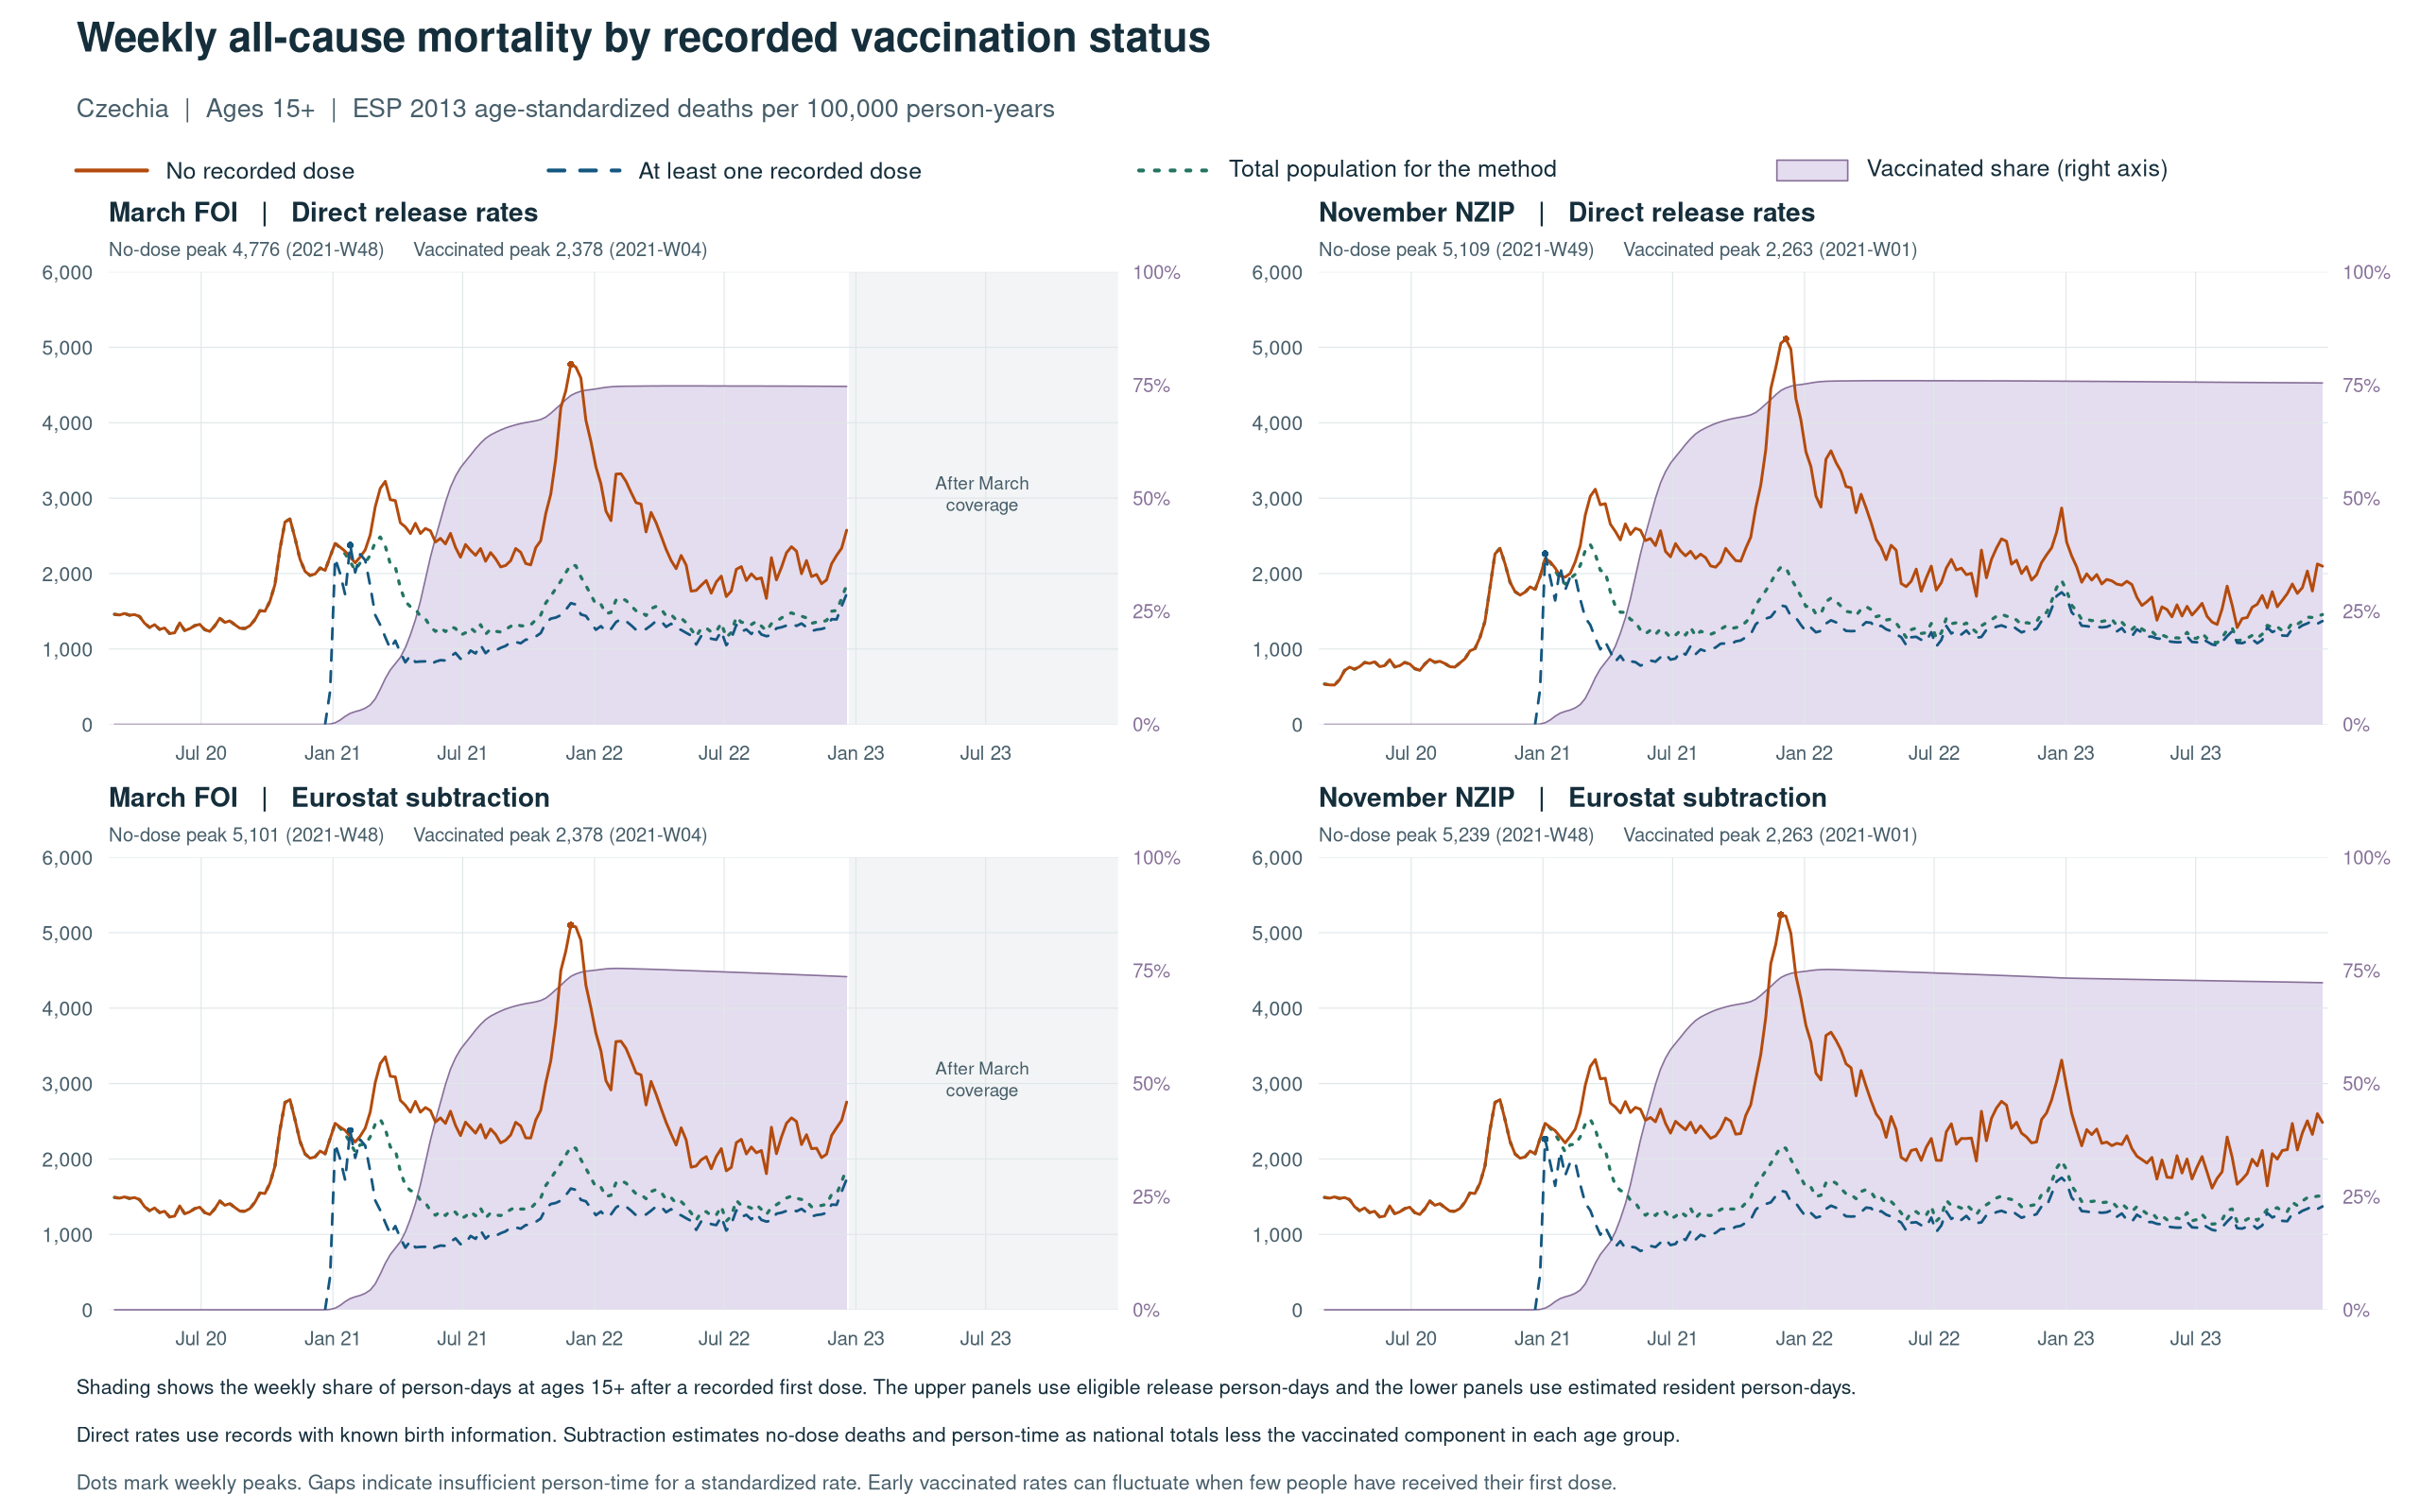 Weekly all-cause mortality by recorded vaccination status
Czechia | Ages 15+ | ESP 2013 age-standardized deaths per 100,000 person-years
No recorded dose
At least one recorded dose
Total population for the method
Vaccinated share (right axis)
March FOI | Direct release rates
No-dose peak 4,776 (2021-W48) Vaccinated peak 2,378 (2021-W04)
6,000
5,000
4,000
3,000
2,000
1,000
0
100%
75%
50%
25%
0%
After March
coverage
Jul 20 Jan 21 Jul 21 Jan 22 Jul 22 Jan 23 Jul 23
November NZIP | Direct release rates
No-dose peak 5,109 (2021-W49) Vaccinated peak 2,263 (2021-W01)
6,000
5,000
4,000
3,000
2,000
1,000
0
100%
75%
50%
25%
0%
Jul 20 Jan 21 Jul 21 Jan 22 Jul 22 Jan 23 Jul 23
March FOI | Eurostat subtraction
No-dose peak 5,101 (2021-W48) Vaccinated peak 2,378 (2021-W04)
6,000
5,000
4,000
3,000
2,000
1,000
0
100%
75%
50%
25%
0%
After March
coverage
Jul 20 Jan 21 Jul 21 Jan 22 Jul 22 Jan 23 Jul 23
November NZIP | Eurostat subtraction
No-dose peak 5,239 (2021-W48) Vaccinated peak 2,263 (2021-W01)
6,000
5,000
4,000
3,000
2,000
1,000
0
100%
75%
50%
25%
0%
Jul 20 Jan 21 Jul 21 Jan 22 Jul 22 Jan 23 Jul 23
Shading shows the weekly share of person-days at ages 15+ after a recorded first dose. The upper panels use eligible release person-days and the lower panels use estimated resident person-days.
Direct rates use records with known birth information. Subtraction estimates no-dose deaths and person-time as national totals less the vaccinated component in each age group.
Dots mark weekly peaks. Gaps indicate insufficient person-time for a standardized rate. Early vaccinated rates can fluctuate when few people have received their first dose.